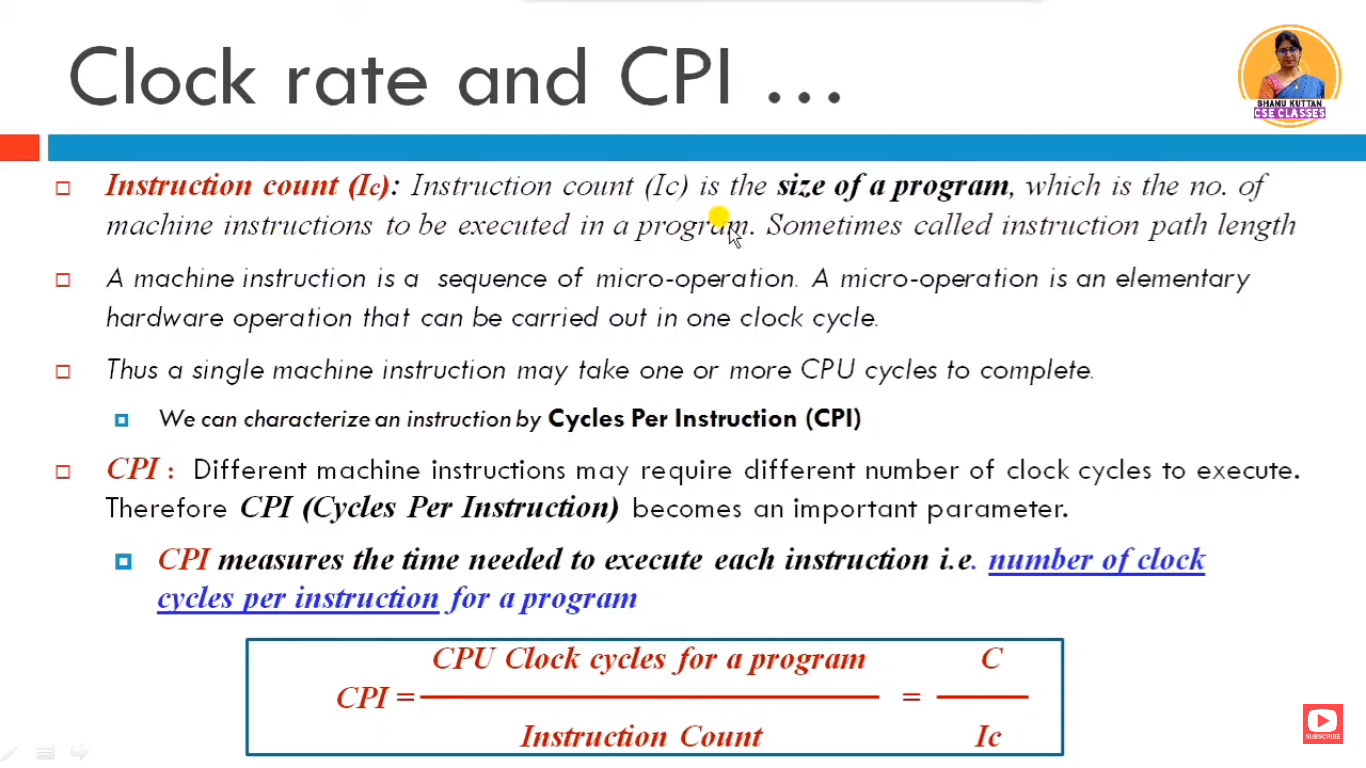 Clock rate and CPI ...
SHANU KUTTAN
CSE CLASSES
Instruction count (Ic): Instruction count (Ic) is the size of a program, which is the no. of
machine instructions to be executed in a program. Sometimes called instruction path length
A machine instruction is a sequence of micro-operation. A micro-operation is an elementary
hardware operation that can be carried out in one clock cycle.
Thus a single machine instruction may take one or more CPU cycles to complete.
We can characterize an instruction by Cycles Per Instruction (CPI)
CPI : Different machine instructions may require different number of clock cycles to execute.
Therefore CPI (Cycles Per Instruction) becomes an important parameter.
CPI measures the time needed to execute each instruction i.e. number of clock
cycles per instruction for a program
CPU Clock cycles for a program C
CPI = =
Instruction Count Ic
SUBSCRIBE